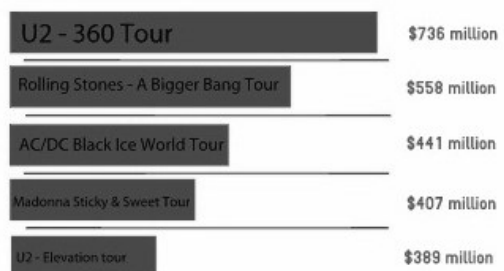 U2 - 360 Tour $736 million
Rolling Stones - A Bigger Bang Tour $558 million
AC/DC Black Ice World Tour $441 million
Madonna Sticky & Sweet Tour $407 million
U2 - Elevation tour $389 million